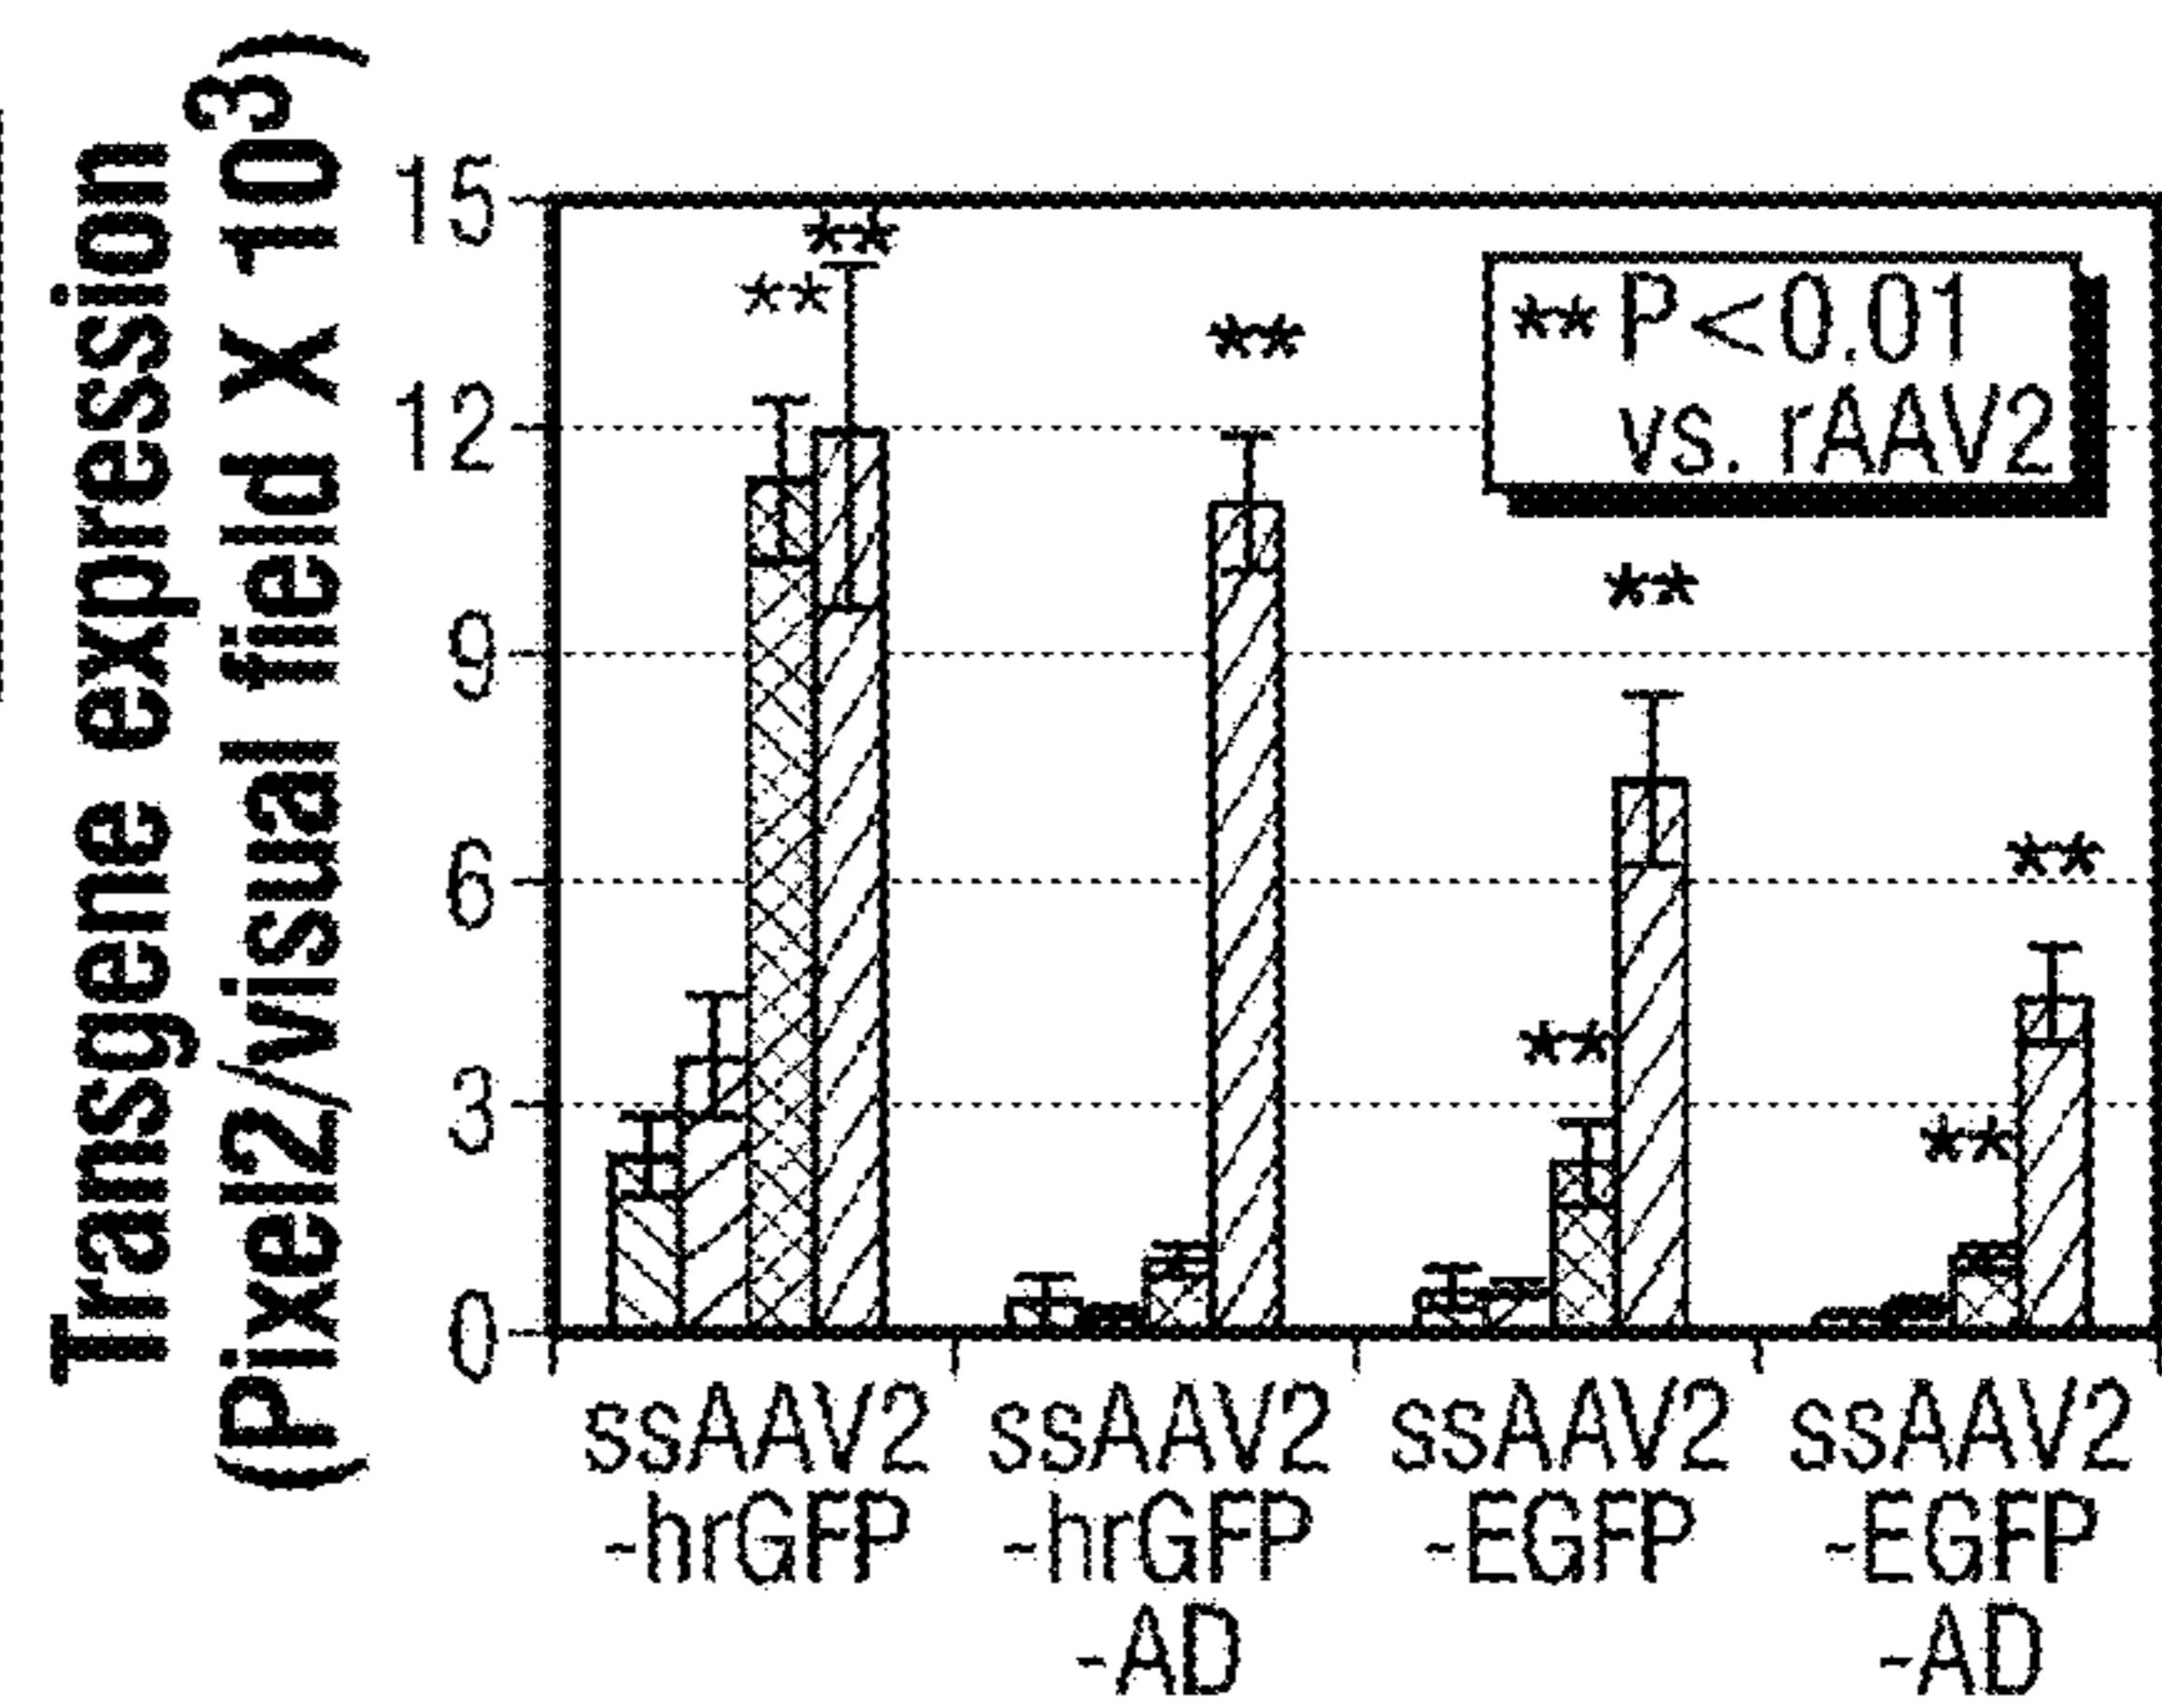 Transgene expression
(Pixel2/visual field X 10³)
15
12
9
6
3
0
**
**
**
**
**
**
**
** P<0.01
vs. rAAV2
ssAAV2
-hrGFP
ssAAV2
-hrGFP
-AD
ssAAV2
-EGFP
ssAAV2
-EGFP
-AD